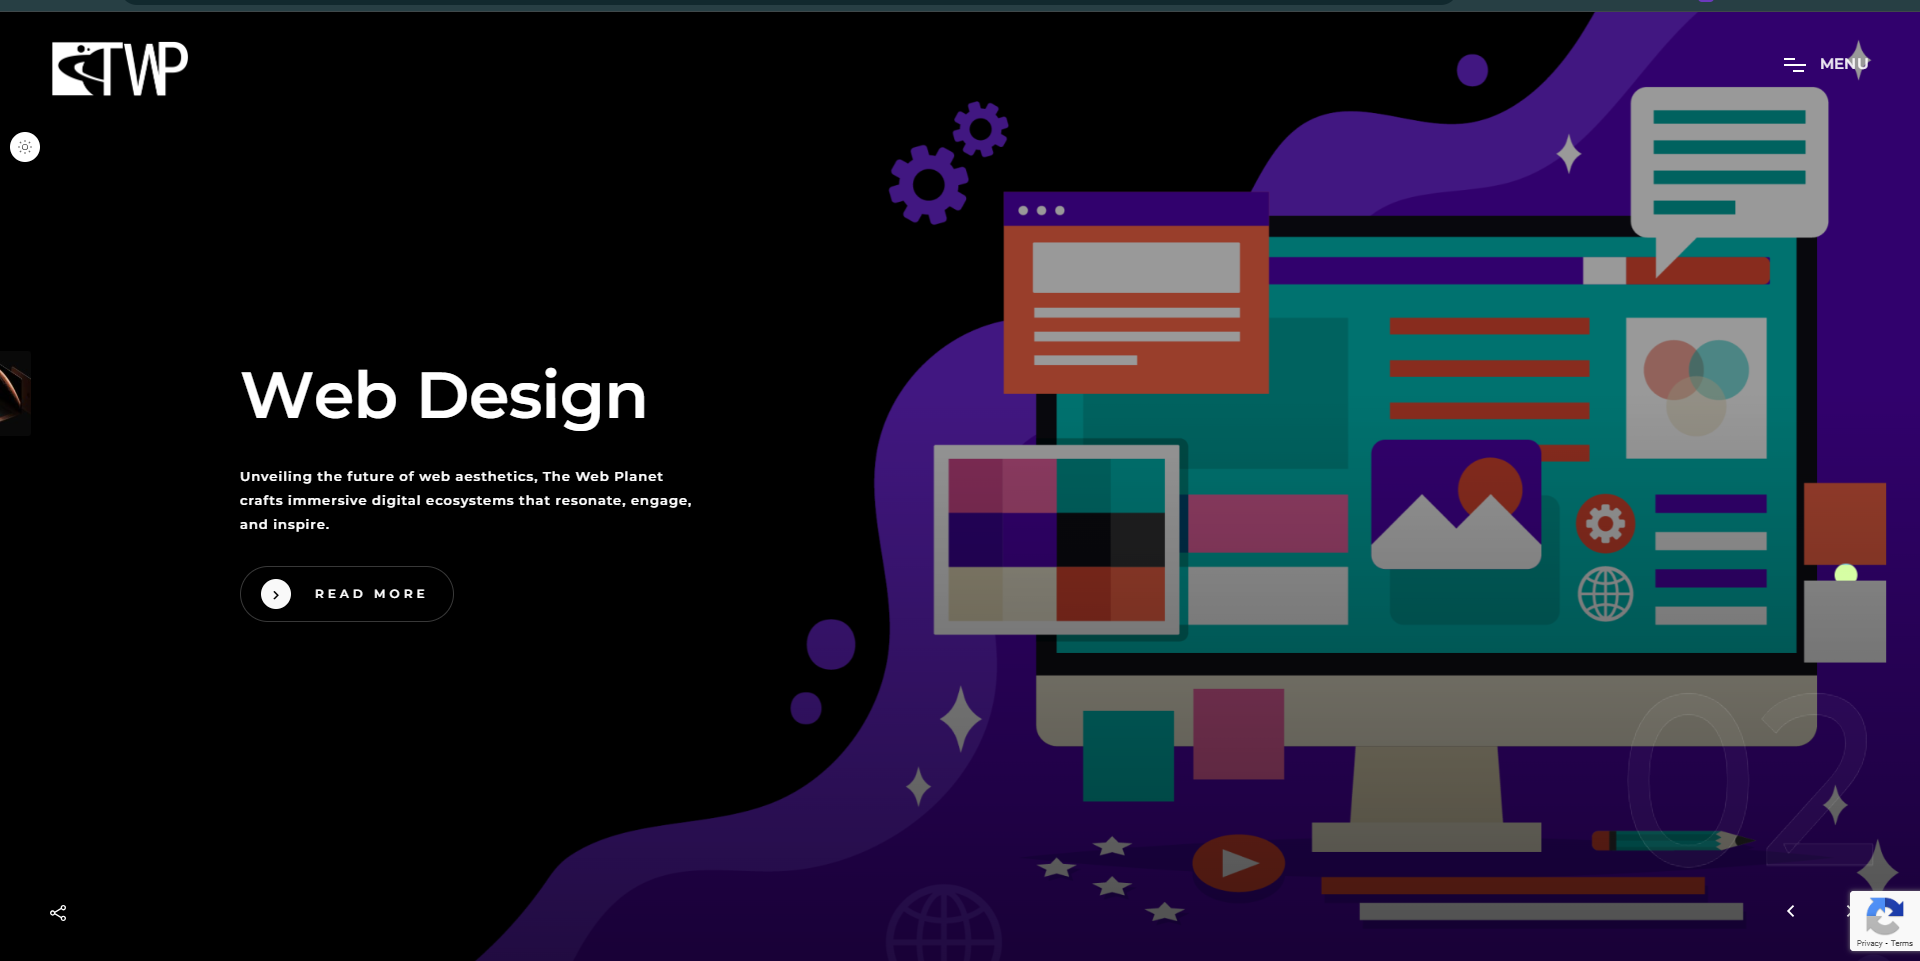 TWP
MENU
Web Design
Unveiling the future of web aesthetics, The Web Planet
crafts immersive digital ecosystems that resonate, engage,
and inspire.
READ MORE
02
Privacy - Terms